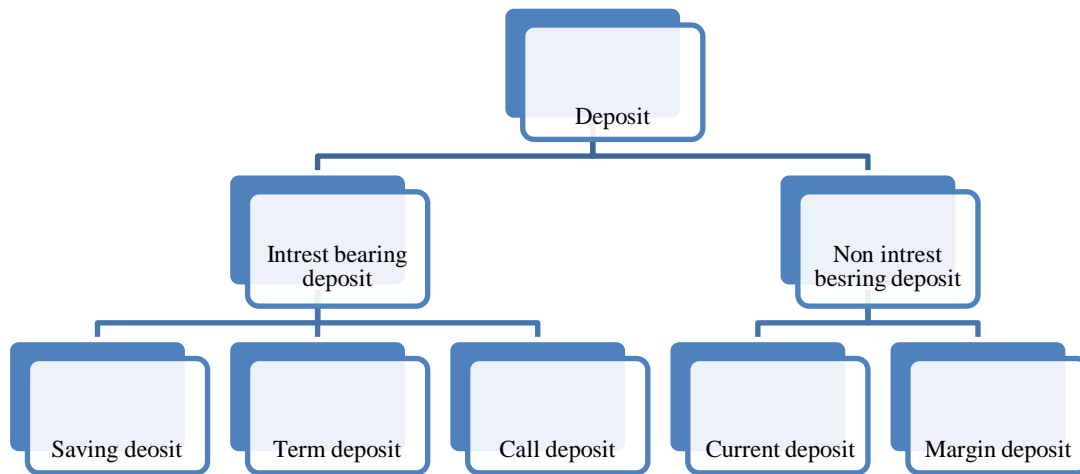 Deposit
Intrest bearing
deposit
Non intrest
besring deposit
Saving deosit
Term deposit
Call deposit
Current deposit
Margin deposit